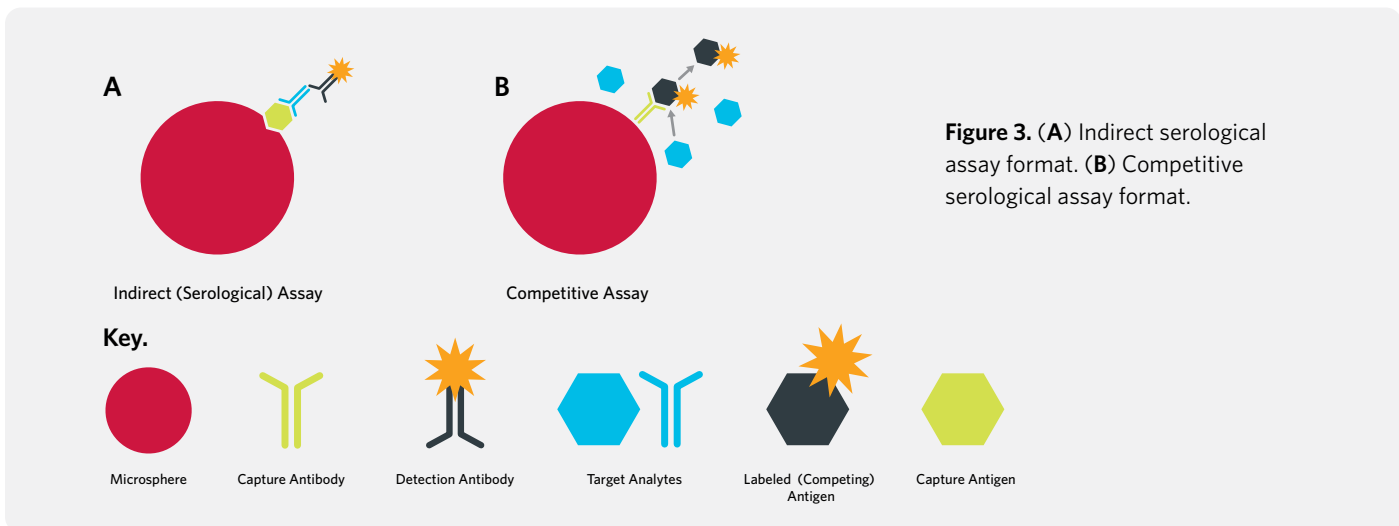 A
B
Figure 3. (A) Indirect serological
assay format. (B) Competitive
serological assay format.
Indirect (Serological) Assay
Competitive Assay
Key.
Microsphere
Capture Antibody
Detection Antibody
Target Analytes
Labeled (Competing)
Antigen
Capture Antigen